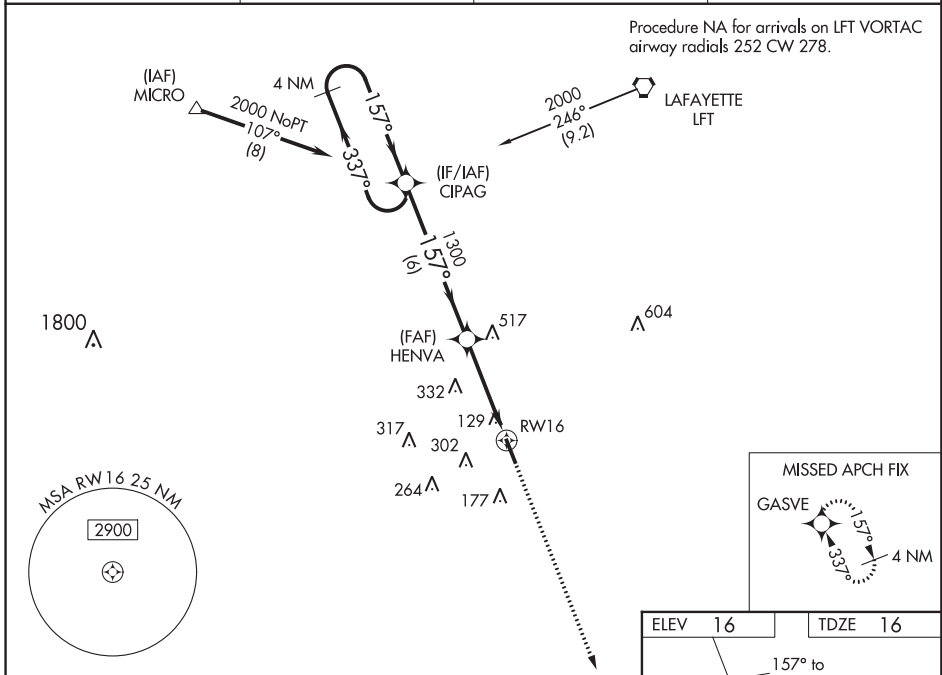 Procedure NA for arrivals on LFT VORTAC
airway radials 252 CW 278.
(IAF)
MICRO
2000 NoPT
107°
(8)
4 NM
157°
337°
2000
246°
(9.2)
LAFAYETTE
LFT
(IF/IAF)
CIPAG
1300
157°
(6)
1800
(FAF)
HENVA
517
604
332
129
RW16
317
302
264
177
MSA RW16 25 NM
2900
MISSED APCH FIX
GASVE
157°
337°
4 NM
ELEV 16
TDZE 16
157° to